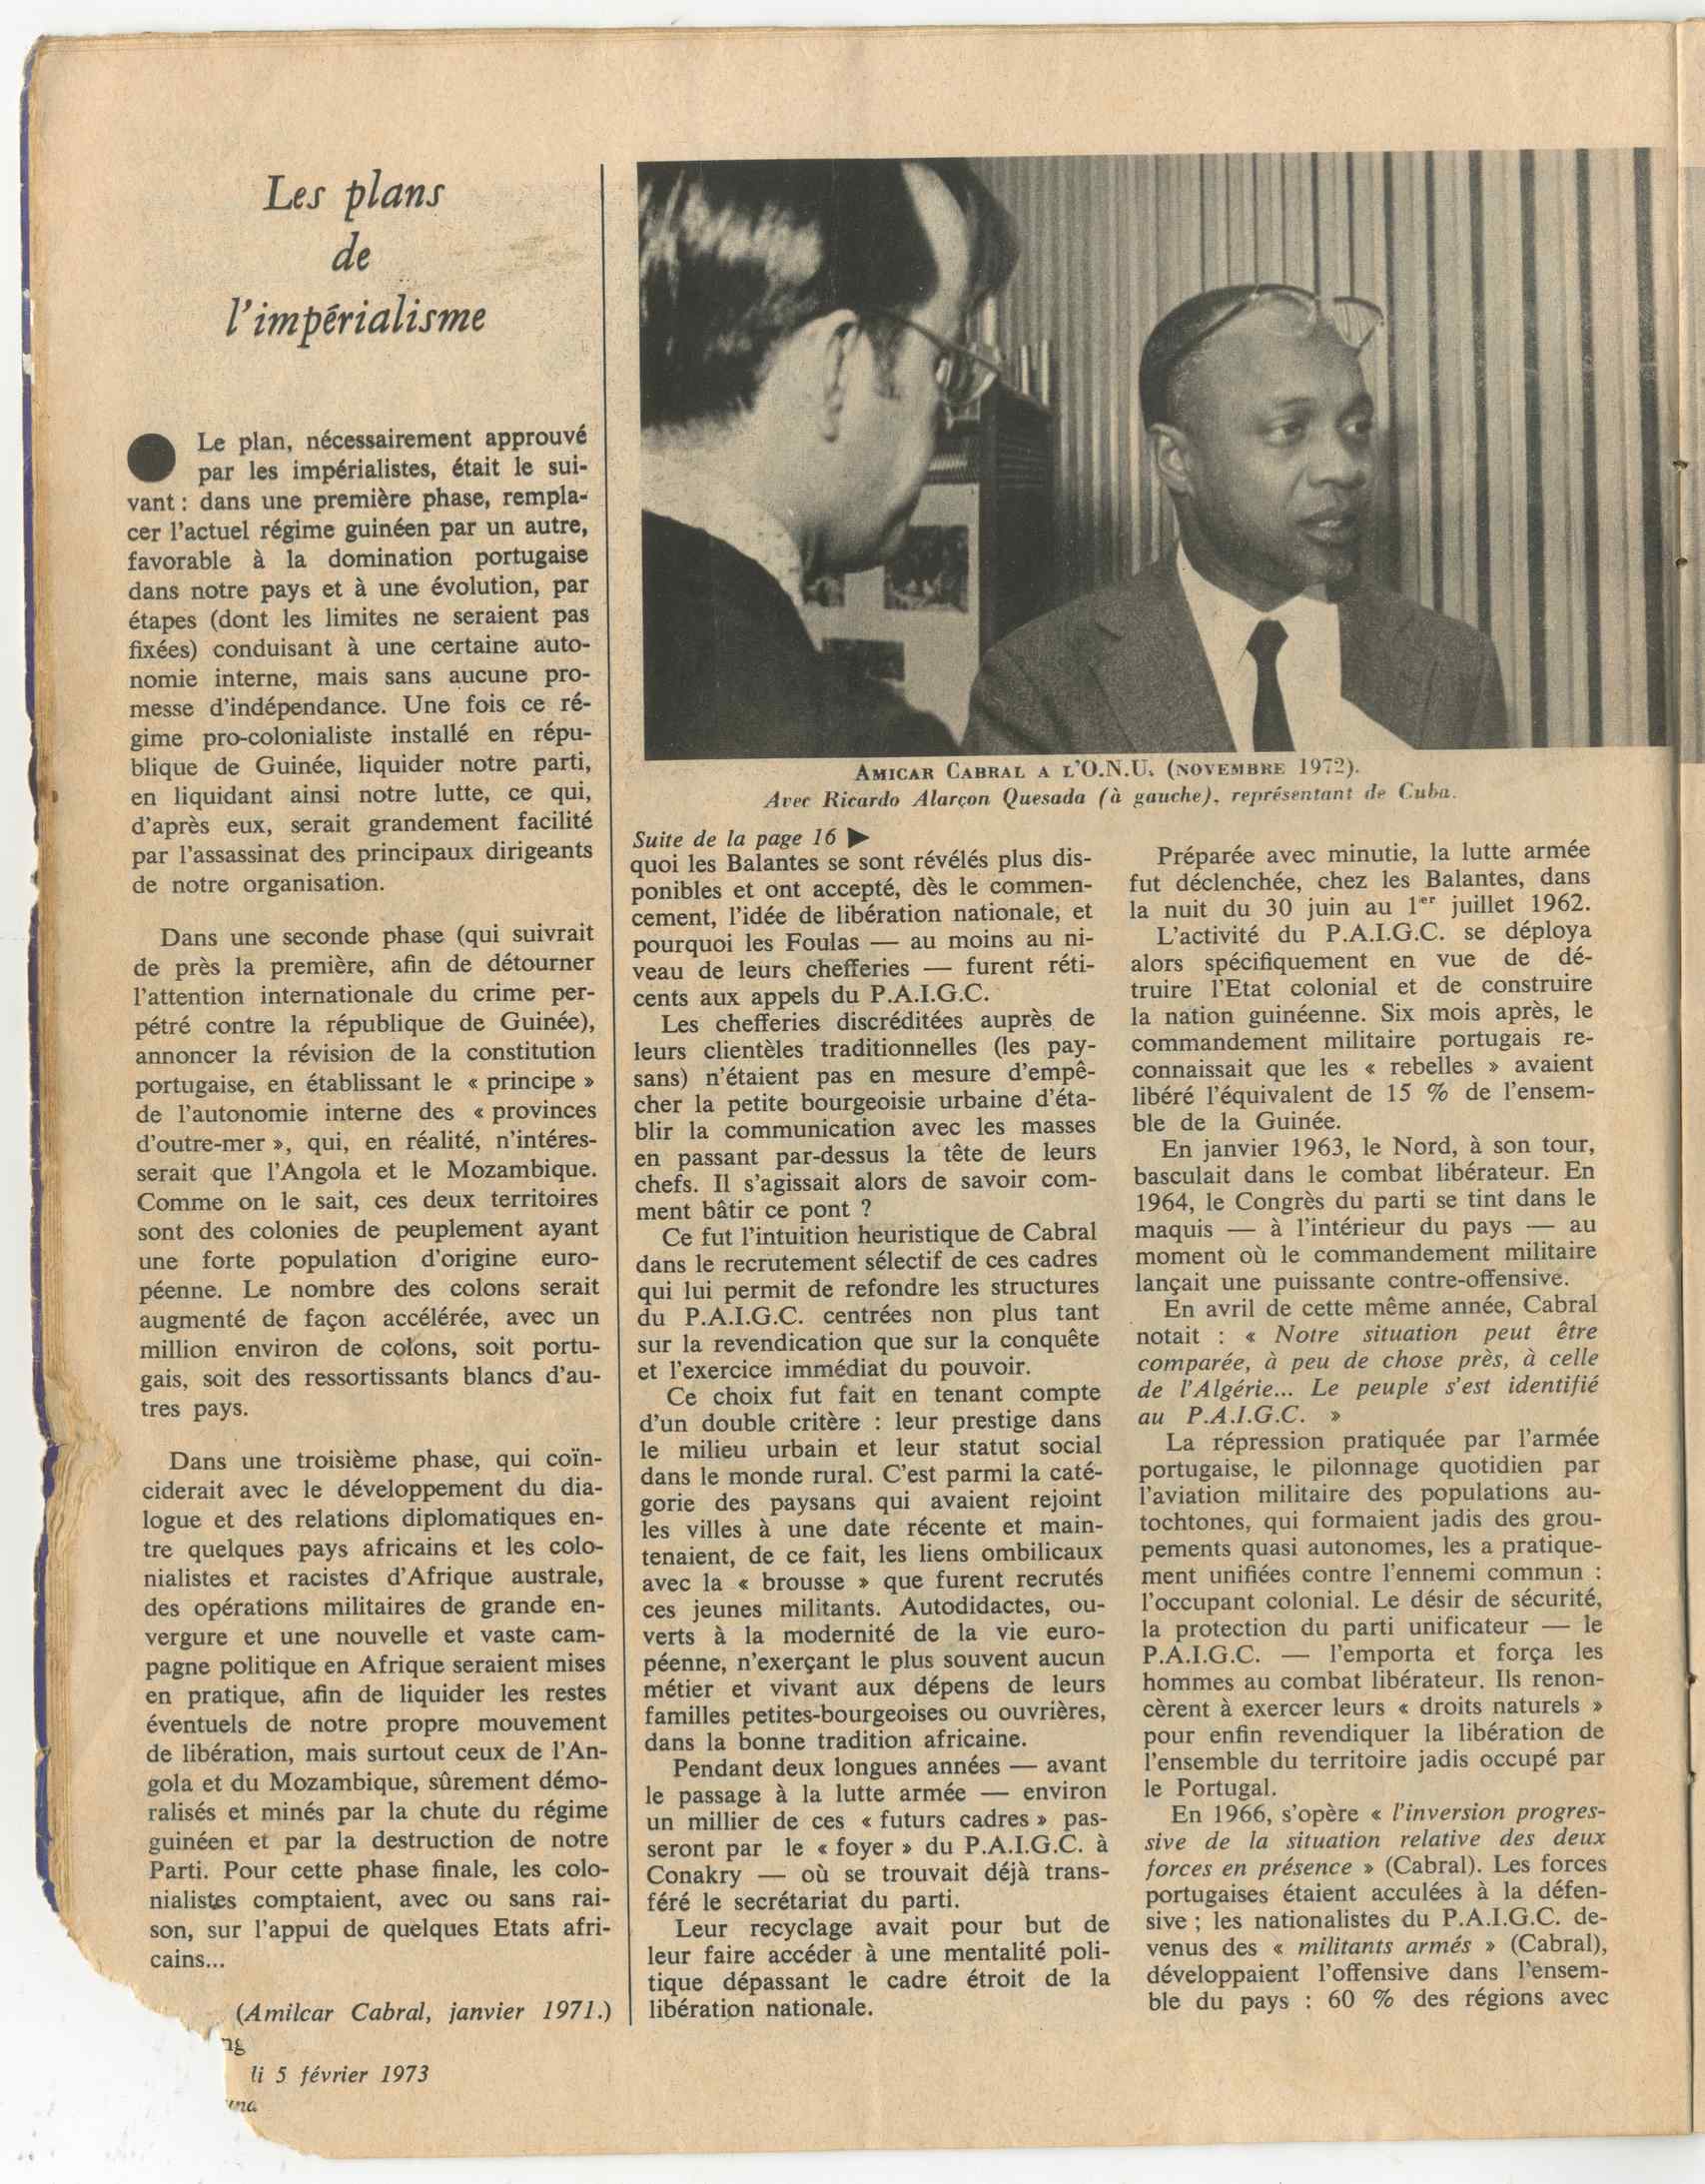 Les plans
de
l'impérialisme
Le plan, nécessairement approuvé
par les impérialistes, était le sui-
vant : dans une première phase, rempla-
cer l'actuel régime guinéen par un autre,
favorable à la domination portugaise
dans notre pays et à une évolution, par
étapes (dont les limites ne seraient pas
fixées) conduisant à une certaine auto-
nomie interne, mais sans aucune pro-
messe d'indépendance. Une fois ce ré-
gime pro-colonialiste installé en répu-
blique de Guinée, liquider notre parti,
en liquidant ainsi notre lutte, ce qui,
d'après eux, serait grandement facilité
par l'assassinat des principaux dirigeants
de notre organisation.
Dans une seconde phase (qui suivrait
de près la première, afin de détourner
l'attention internationale du crime per-
pétré contre la république de Guinée),
annoncer la révision de la constitution
portugaise, en établissant le « principe »
de l'autonomie interne des « provinces
d'outre-mer », qui, en réalité, n'intéres-
serait que l'Angola et le Mozambique.
Comme on le sait, ces deux territoires
sont des colonies de peuplement ayant
une forte population d'origine euro-
péenne. Le nombre des colons serait
augmenté de façon accélérée, avec un
million environ de colons, soit portu-
gais, soit des ressortissants blancs d'au-
tres pays.
Dans une troisième phase, qui coïn-
ciderait avec le développement du dia-
logue et des relations diplomatiques en-
tre quelques pays africains et les colo-
nialistes et racistes d'Afrique australe,
des opérations militaires de grande en-
vergure et une nouvelle et vaste cam-
pagne politique en Afrique seraient mises
en pratique, afin de liquider les restes
éventuels de notre propre mouvement
de libération, mais surtout ceux de l'An-
gola et du Mozambique, sûrement démo-
ralisés et minés par la chute du régime
guinéen et par la destruction de notre
Parti. Pour cette phase finale, les colo-
nialistes comptaient, avec ou sans rai-
son, sur l'appui de quelques Etats afri-
cains...
(Amilcar Cabral, janvier 1971.)
ng
li 5 février 1973
una
AMICAR CABRAL A L'O.N.U. (NOVEMBRE 1972).
Avec Ricardo Alarçon Quesada (à gauche), représentant de Cuba.
Suite de la page 16 ▶
quoi les Balantes se sont révélés plus dis-
ponibles et ont accepté, dès le commen-
cement, l'idée de libération nationale, et
pourquoi les Foulas — au moins au ni-
veau de leurs chefferies — furent réti-
cents aux appels du P.A.I.G.C.
Les chefferies discréditées auprès de
leurs clientèles traditionnelles (les pay-
sans) n'étaient pas en mesure d'empê-
cher la petite bourgeoisie urbaine d'éta-
blir la communication avec les masses
en passant par-dessus la tête de leurs
chefs. Il s'agissait alors de savoir com-
ment bâtir ce pont ?
Ce fut l'intuition heuristique de Cabral
dans le recrutement sélectif de ces cadres
qui lui permit de refondre les structures
du P.A.I.G.C. centrées non plus tant
sur la revendication que sur la conquête
et l'exercice immédiat du pouvoir.
Ce choix fut fait en tenant compte
d'un double critère : leur prestige dans
le milieu urbain et leur statut social
dans le monde rural. C'est parmi la caté-
gorie des paysans qui avaient rejoint
les villes à une date récente et main-
tenaient, de ce fait, les liens ombilicaux
avec la « brousse » que furent recrutés
ces jeunes militants. Autodidactes, ou-
verts à la modernité de la vie euro-
péenne, n'exerçant le plus souvent aucun
métier et vivant aux dépens de leurs
familles petites-bourgeoises ou ouvrières,
dans la bonne tradition africaine.
Pendant deux longues années — avant
le passage à la lutte armée — environ
un millier de ces « futurs cadres » pas-
seront par le « foyer » du P.A.I.G.C. à
Conakry — où se trouvait déjà trans-
féré le secrétariat du parti.
Leur recyclage avait pour but de
leur faire accéder à une mentalité poli-
tique dépassant le cadre étroit de la
libération nationale.
Préparée avec minutie, la lutte armée
fut déclenchée, chez les Balantes, dans
la nuit du 30 juin au 1er juillet 1962.
L'activité du P.A.I.G.C. se déploya
alors spécifiquement en vue de dé-
truire l'Etat colonial et de construire
la nation guinéenne. Six mois après, le
commandement militaire portugais re-
connaissait que les « rebelles » avaient
libéré l'équivalent de 15 % de l'ensem-
ble de la Guinée.
En janvier 1963, le Nord, à son tour,
basculait dans le combat libérateur. En
1964, le Congrès du parti se tint dans le
maquis — à l'intérieur du pays — au
moment où le commandement militaire
lançait une puissante contre-offensive.
En avril de cette même année, Cabral
notait : « Notre situation peut être
comparée, à peu de chose près, à celle
de l'Algérie... Le peuple s'est identifié
au P.A.I.G.C. »
La répression pratiquée par l'armée
portugaise, le pilonnage quotidien par
l'aviation militaire des populations au-
tochtones, qui formaient jadis des grou-
pements quasi autonomes, les a pratique-
ment unifiées contre l'ennemi commun :
l'occupant colonial. Le désir de sécurité,
la protection du parti unificateur — le
P.A.I.G.C. — l'emporta et força les
hommes au combat libérateur. Ils renon-
cèrent à exercer leurs « droits naturels »
pour enfin revendiquer la libération de
l'ensemble du territoire jadis occupé par
le Portugal.
En 1966, s'opère « l'inversion progres-
sive de la situation relative des deux
forces en présence » (Cabral). Les forces
portugaises étaient acculées à la défen-
sive ; les nationalistes du P.A.I.G.C. de-
venus des « militants armés » (Cabral),
développaient l'offensive dans l'ensem-
ble du pays : 60 % des régions avec